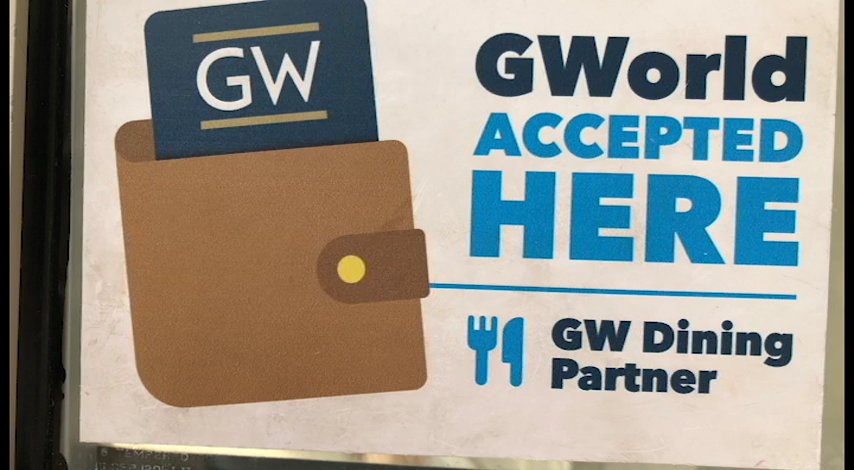 GW
GWorld
ACCEPTED
HERE
GW Dining
Partner